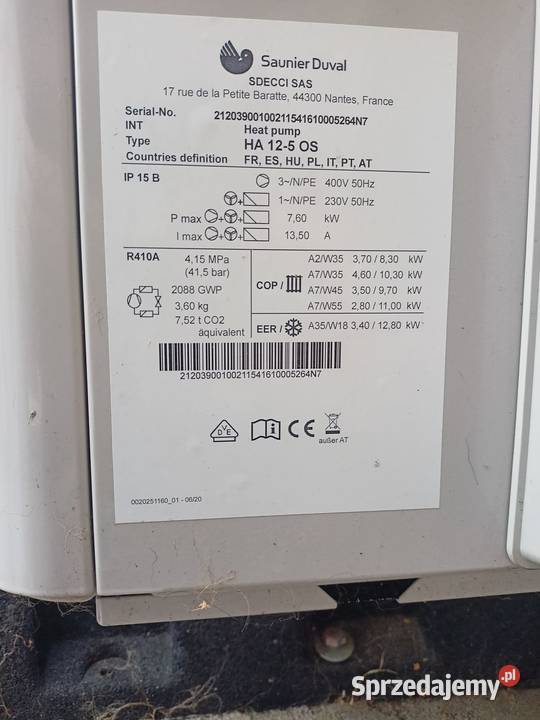 Saunier Duval
SDECCI SAS
17 rue de la Petite Baratte, 44300 Nantes, France
Serial-No. 21203900100211541610005264N7
INT Heat pump
Type HA 12-5 OS
Countries definition FR, ES, HU, PL, IT, PT, AT
IP 15 B 3~/N/PE 400V 50Hz
+ 1~/N/PE 230V 50Hz
P max + + 7,60 kW
I max + + 13,50 A
R410A 4,15 MPa
(41,5 bar)
2088 GWP
3,60 kg
7,52 t CO2
äquivalent
COP /
A2/W35 3,70 / 8,30 kW
A7/W35 4,60 / 10,30 kW
A7/W45 3,50 / 9,70 kW
A7/W55 2,80 / 11,00 kW
EER / A35/W18 3,40 / 12,80 kW
21203900100211541610005264N7
DVE i CE
außer AT
0020251160_01 - 06/20
Sprzedajemy.pl